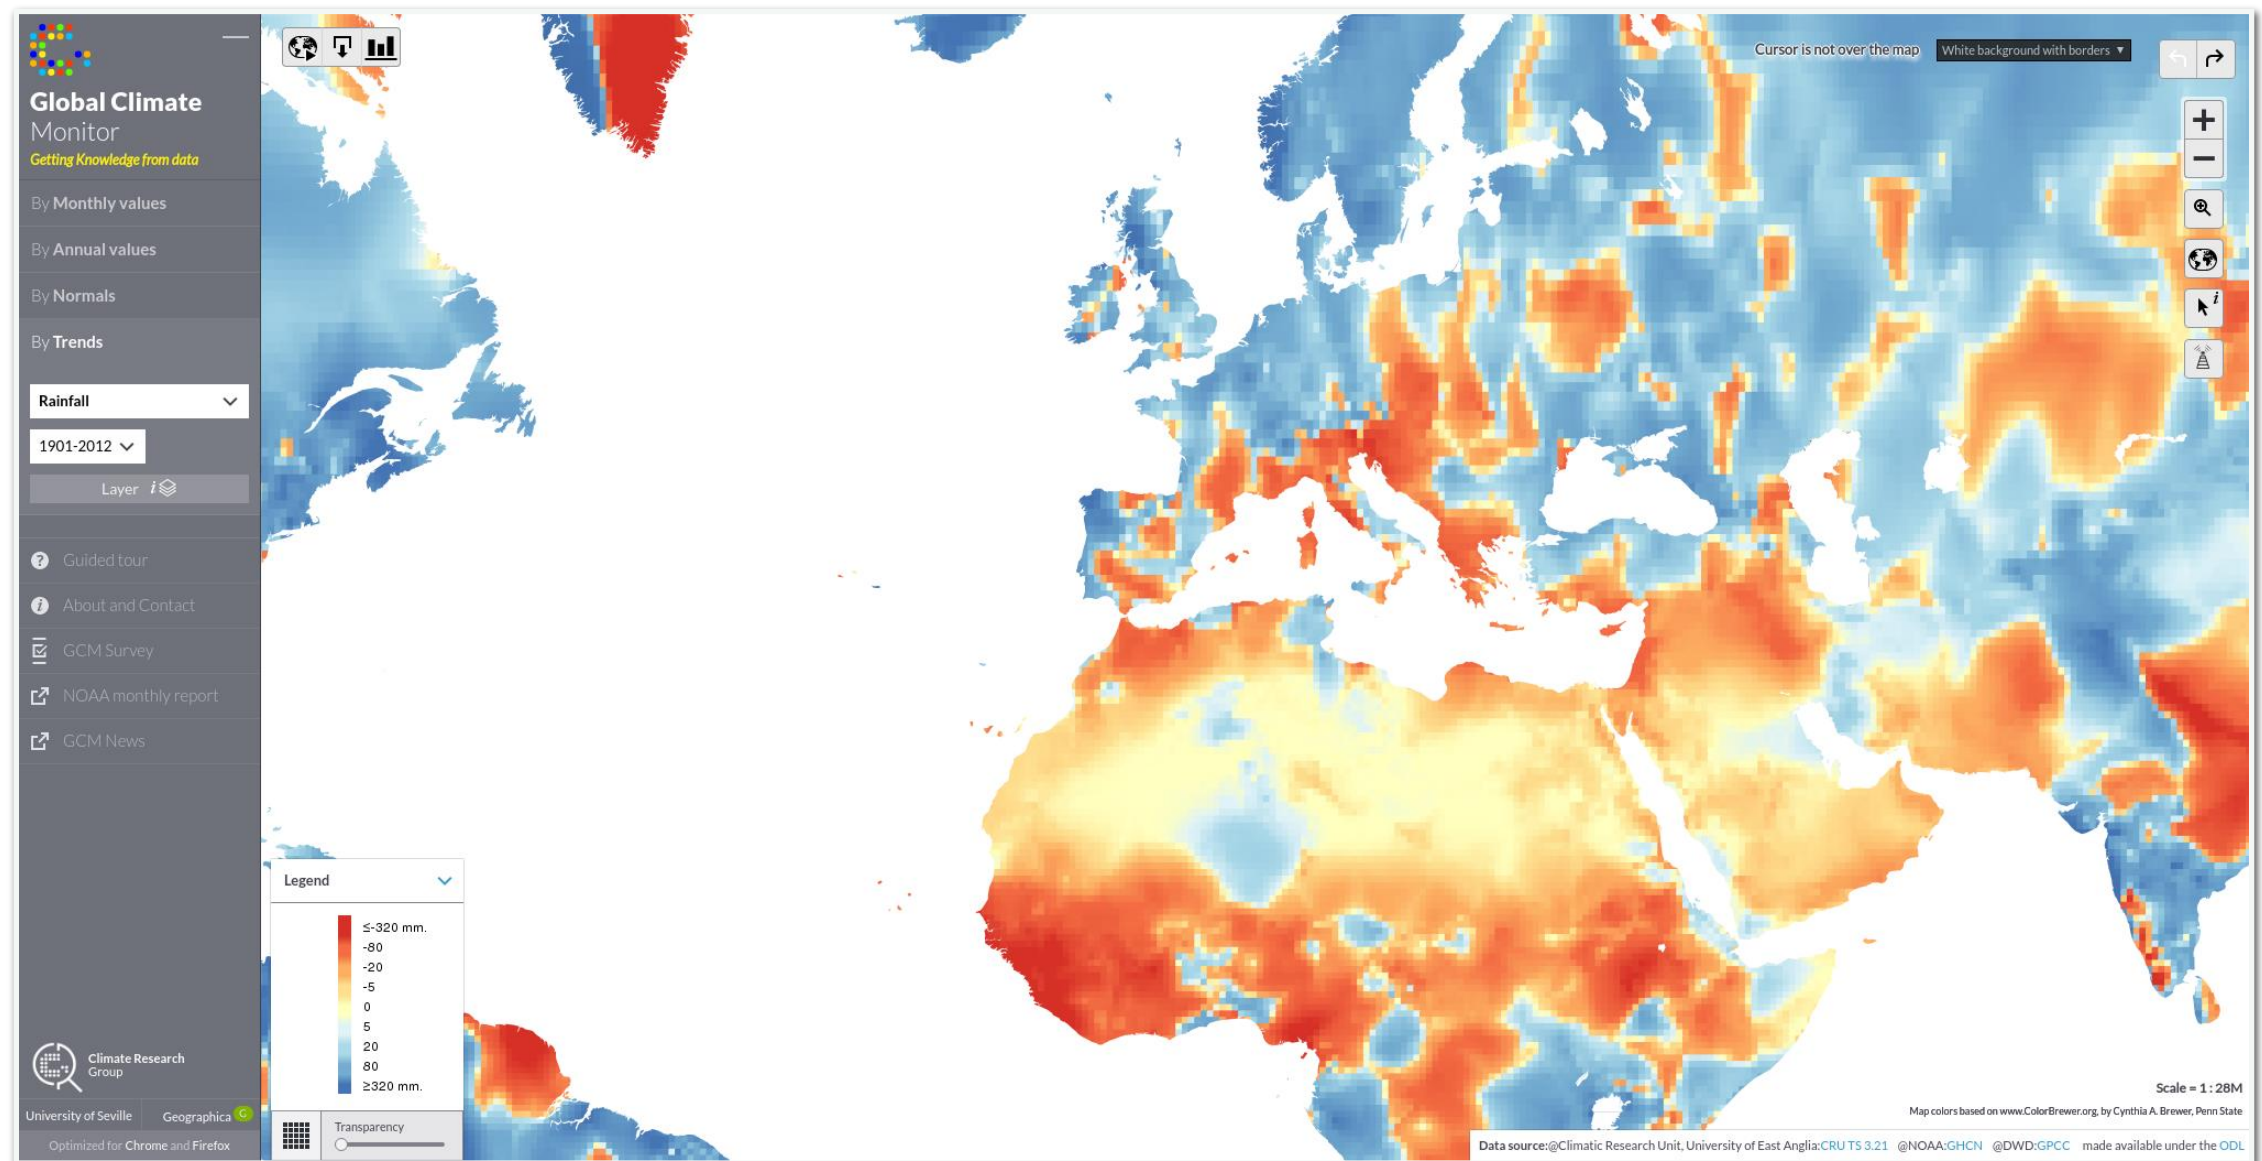 Global Climate
Monitor
Getting Knowledge from data
By Monthly values
By Annual values
By Normals
By Trends
Rainfall
1901-2012
Layer i
Guided tour
About and Contact
GCM Survey
NOAA monthly report
GCM News
Climate Research
Group
University of Seville
Geographica G
Optimized for Chrome and Firefox
Cursor is not over the map
White background with borders
i
Legend
≤-320 mm.
-80
-20
-5
0
5
20
80
≥320 mm.
Transparency
Scale = 1 : 28M
Map colors based on www.ColorBrewer.org, by Cynthia A. Brewer, Penn State
Data source:@Climatic Research Unit, University of East Anglia:CRU TS 3.21 @NOAA:GHCN @DWD:GPCC made available under the ODL